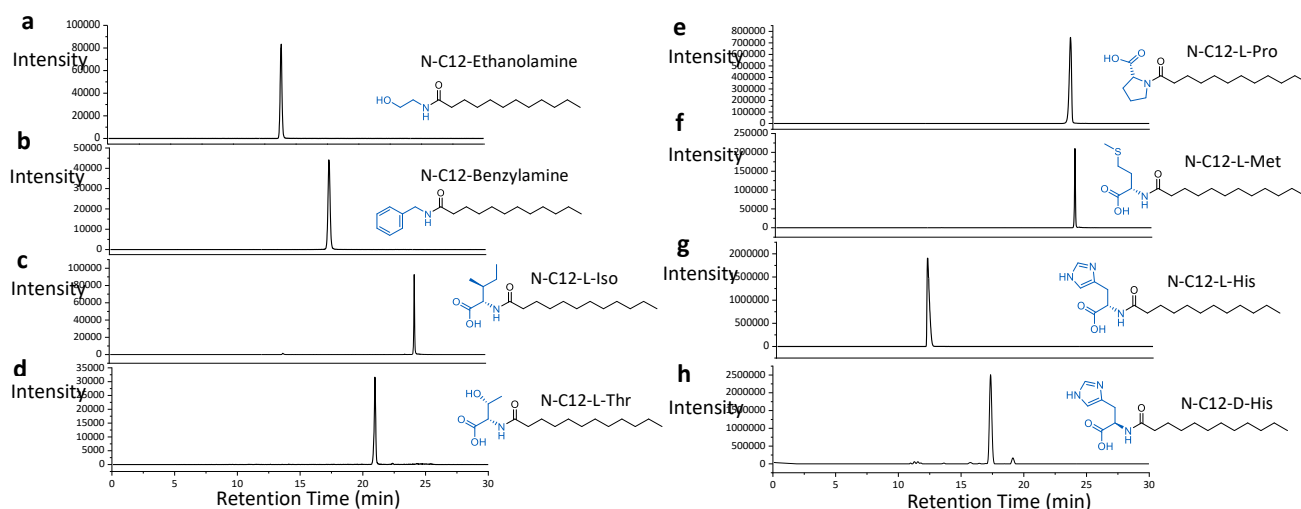 a
Intensity
100000
80000
60000
40000
20000
0
N-C12-Ethanolamine
HO
N
H
O
b
Intensity
50000
40000
30000
20000
10000
0
N-C12-Benzylamine
O
N
H
c
Intensity
100000
80000
60000
40000
20000
0
N-C12-L-Iso
O
O
N
H
OH
d
Intensity
35000
30000
25000
20000
15000
10000
5000
0
N-C12-L-Thr
HO
O
O
N
H
OH
0 5 10 15 20 25 30
Retention Time (min)
e
Intensity
800000
700000
600000
500000
400000
300000
200000
100000
0
N-C12-L-Pro
HO
O
O
N
f
Intensity
250000
200000
150000
100000
50000
0
N-C12-L-Met
S
O
O
N
H
OH
g
Intensity
2000000
1500000
1000000
500000
0
N-C12-L-His
HN
N
O
O
N
H
OH
h
Intensity
2500000
2000000
1500000
1000000
500000
0
N-C12-D-His
HN
N
O
O
N
H
OH
0 5 10 15 20 25 30
Retention Time (min)